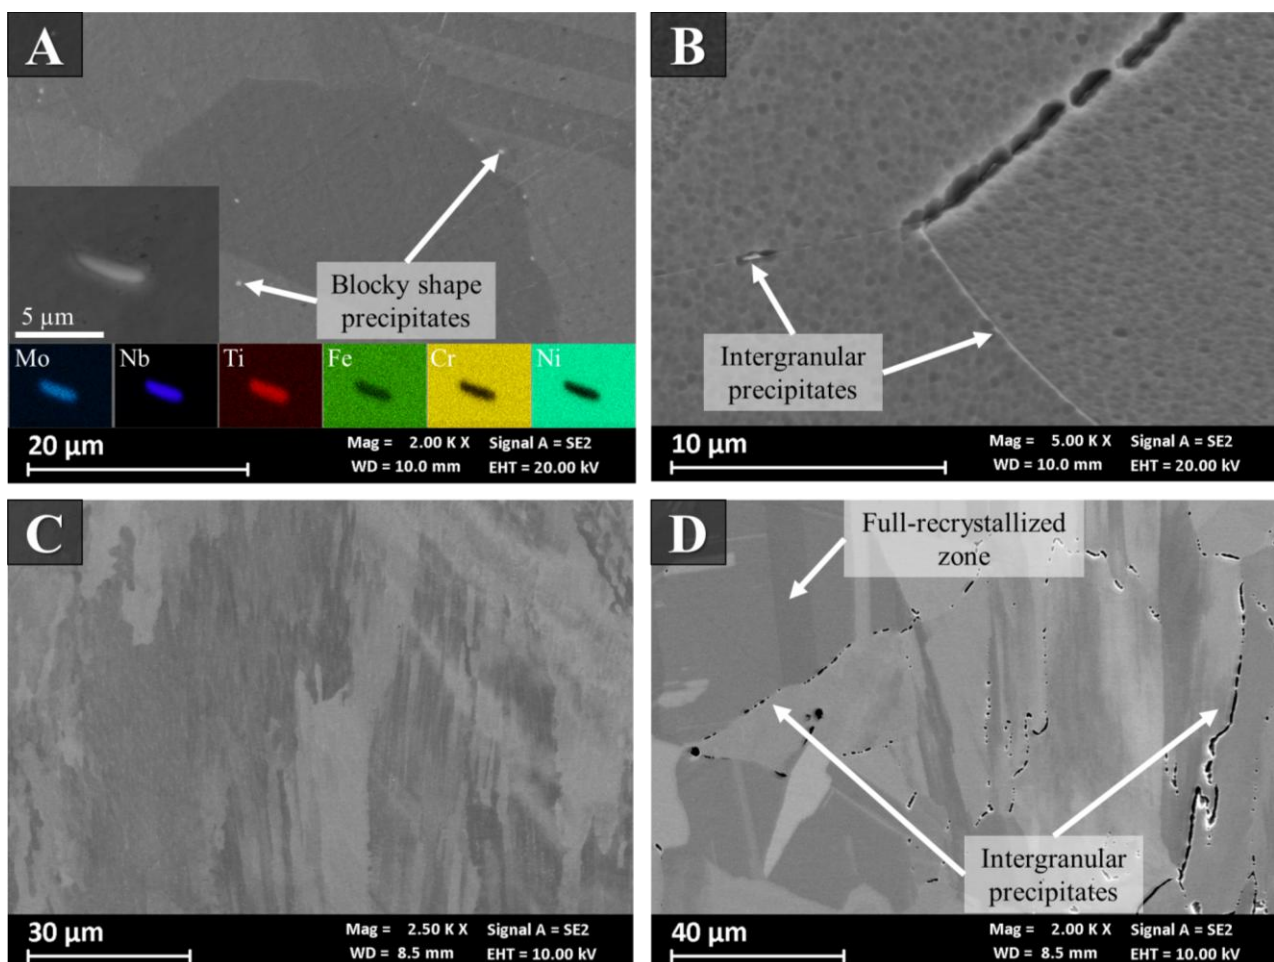 A
Blocky shape
precipitates
5 µm
Mo Nb Ti Fe Cr Ni
20 µm
Mag = 2.00 K X Signal A = SE2
WD = 10.0 mm EHT = 20.00 kV
B
Intergranular
precipitates
10 µm
Mag = 5.00 K X Signal A = SE2
WD = 10.0 mm EHT = 20.00 kV
C
30 µm
Mag = 2.50 K X Signal A = SE2
WD = 8.5 mm EHT = 10.00 kV
D
Full-recrystallized
zone
Intergranular
precipitates
40 µm
Mag = 2.00 K X Signal A = SE2
WD = 8.5 mm EHT = 10.00 kV